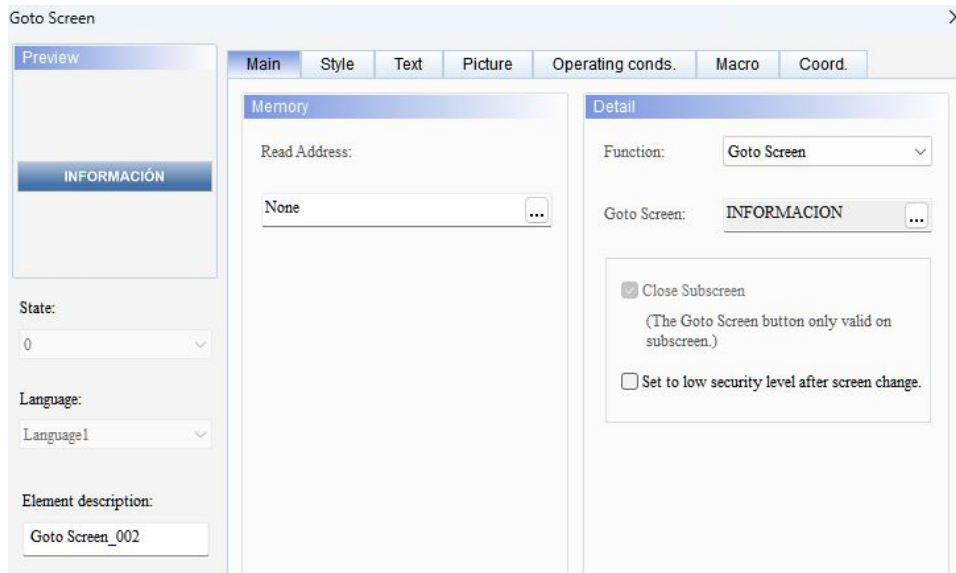 Goto Screen
Preview
INFORMACIÓN
State:
0
Language:
Language1
Element description:
Goto Screen_002
Main Style Text Picture Operating conds. Macro Coord.
Memory
Read Address:
None
...
Detail
Function: Goto Screen
Goto Screen: INFORMACION ...
Close Subscreen
(The Goto Screen button only valid on
subscreen.)
Set to low security level after screen change.